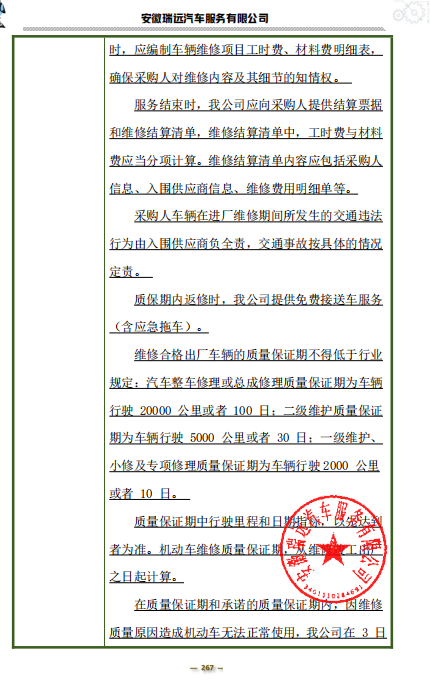 安徽瑞远汽车服务有限公司
时，应编制车辆维修项目工时费、材料费明细表，
确保采购人对维修内容及其细节的知情权。
服务结束时，我公司应向采购人提供结算票据
和维修结算清单，维修结算清单中，工时费与材料
费应当分项计算。维修结算清单内容应包括采购人
信息、入围供应商信息、维修费用明细单等。
采购人车辆在进厂维修期间所发生的交通违法
行为由入围供应商负全责，交通事故按具体的情况
定责。
质保期内返修时，我公司提供免费接送车服务
（含应急拖车）。
维修合格出厂车辆的质量保证期不得低于行业
规定：汽车整车修理或总成修理质量保证期为车辆
行驶 20000 公里或者 100 日；二级维护质量保证
期为车辆行驶 5000 公里或者 30 日；一级维护、
小修及专项修理质量保证期为车辆行驶2000 公里
或者 10 日。
质量保证期中行驶里程和日期指标，以先达到
者为准。机动车维修质量保证期，从维修竣工出厂
之日起计算。
在质量保证期和承诺的质量保证期内，因维修
质量原因造成机动车无法正常使用，我公司在 3 日
安徽瑞远汽车服务有限公司
— 267 —